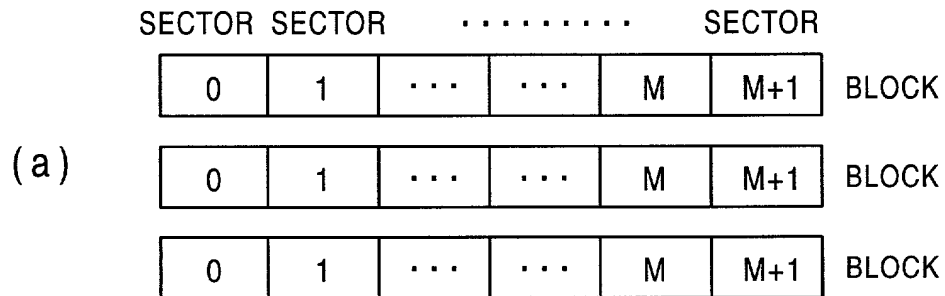 SECTOR SECTOR ········· SECTOR
0 1 ··· ··· M M+1 BLOCK
(a) 0 1 ··· ··· M M+1 BLOCK
0 1 ··· ··· M M+1 BLOCK